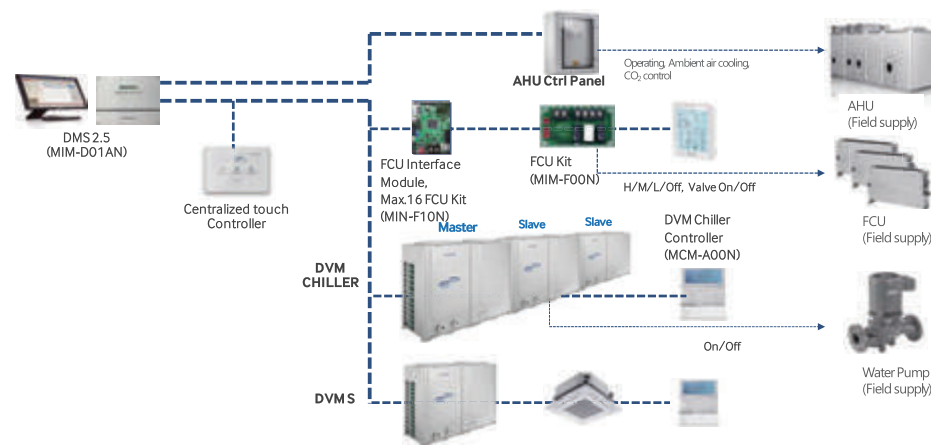 AHU Ctrl Panel
Operating, Ambient air cooling,
CO₂ control
AHU
(Field supply)
DMS 2.5
(MIM-D01AN)
Centralized touch
Controller
FCU Interface
Module,
Max.16 FCU Kit
(MIN-F10N)
FCU Kit
(MIM-F00N)
H/M/L/Off, Valve On/Off
FCU
(Field supply)
Master
Slave
Slave
DVM Chiller
Controller
(MCM-A00N)
DVM
CHILLER
On/Off
Water Pump
(Field supply)
DVM S